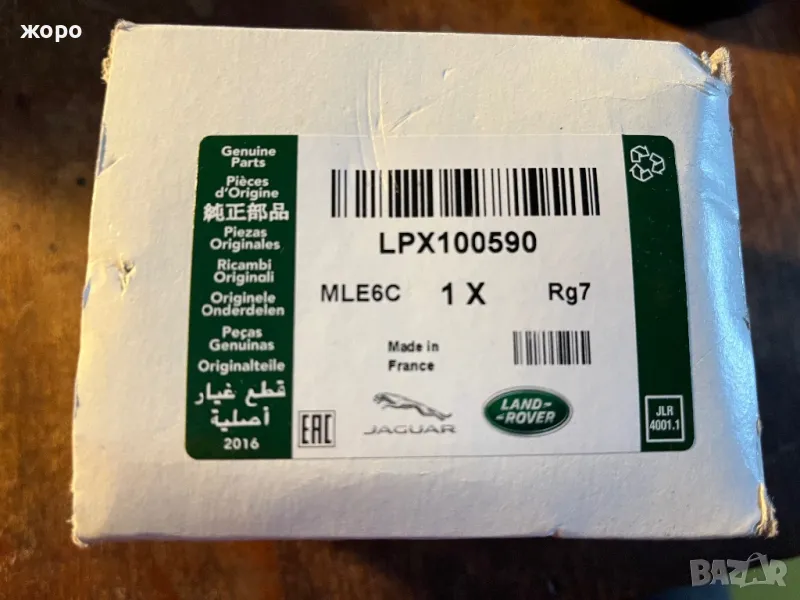 жоро
Genuine
Parts
Pièces
d'Origine
純正部品
Piezas
Originales
Ricambi
Originali
Originele
Onderdelen
Peças
Genuinas
Originalteile
قطع غيار
أصلية
2016
LPX100590
MLE6C 1 X Rg7
Made in
France
EAC
JAGUAR
LAND-
-ROVER
JLR
4001.1
BAZAR